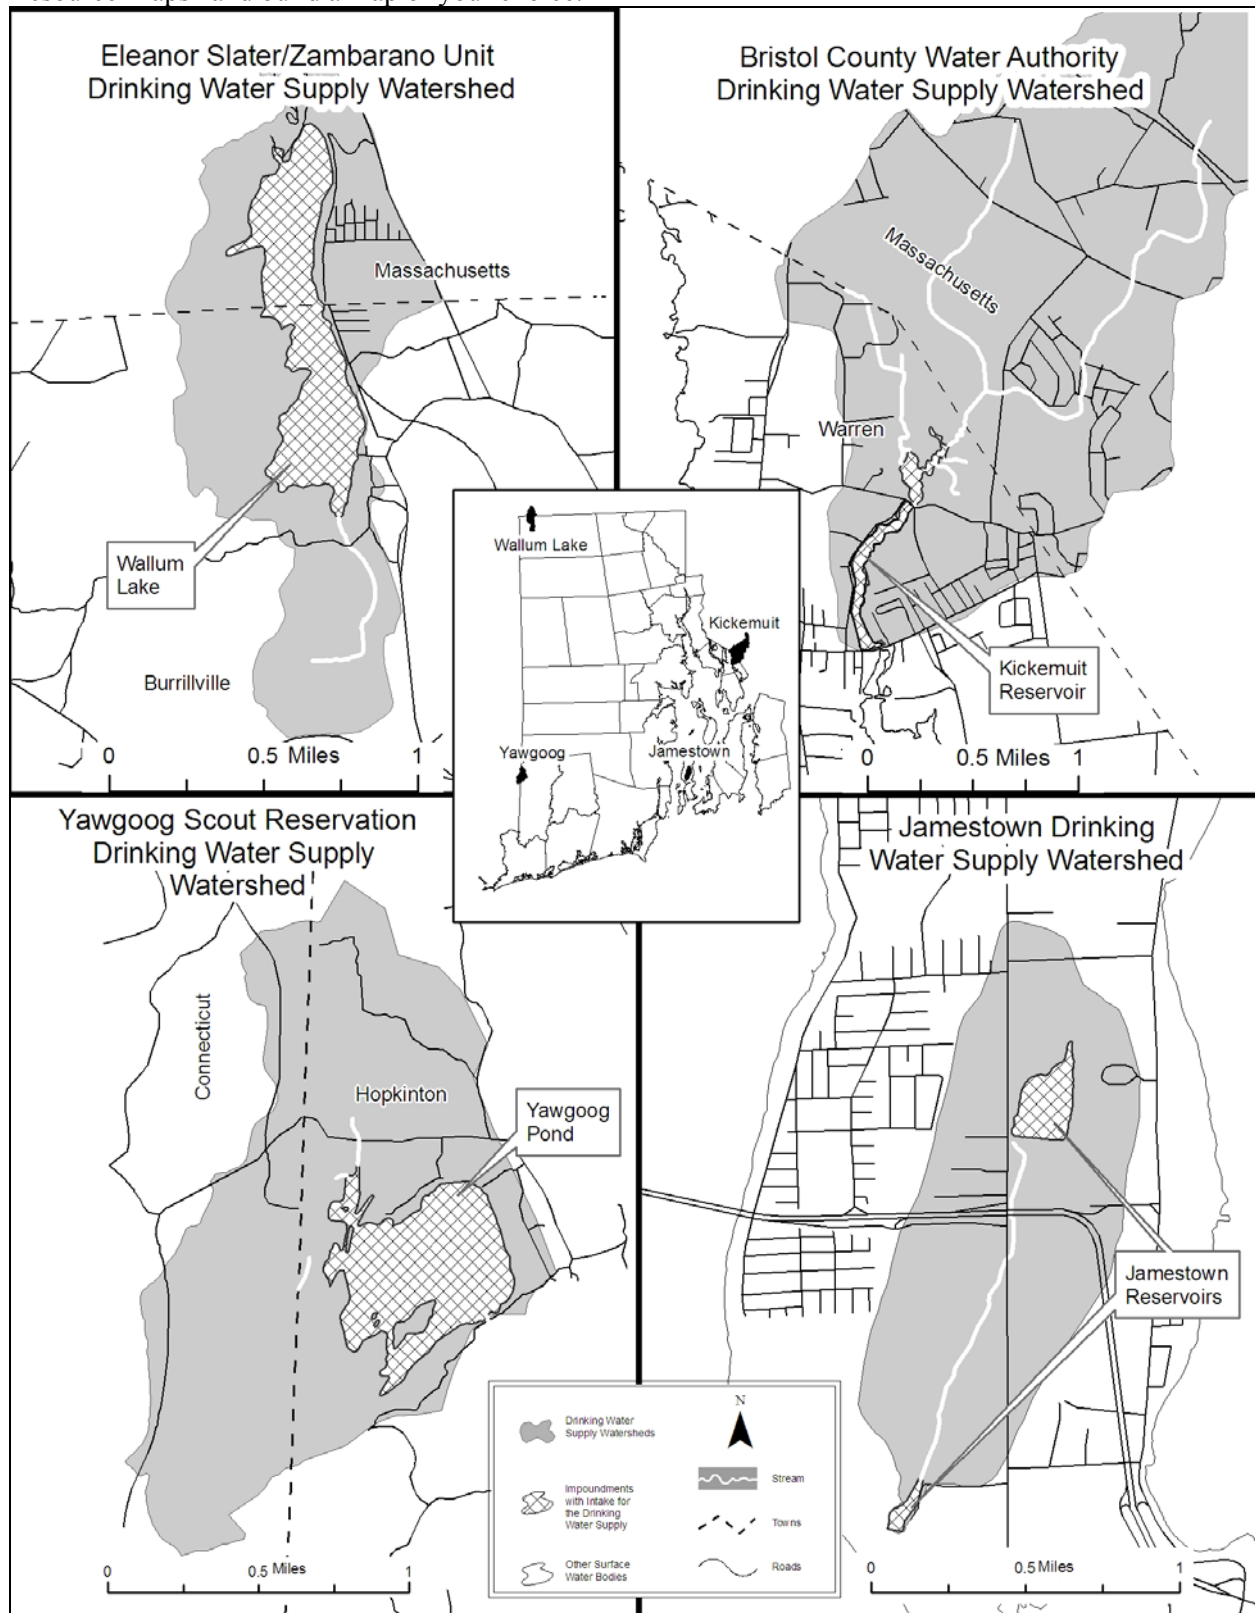 Eleanor Slater/Zambarano Unit
Drinking Water Supply Watershed
Massachusetts
Wallum
Lake
Burrillville
0 0.5 Miles 1
Bristol County Water Authority
Drinking Water Supply Watershed
Massachusetts
Warren
Kickemuit
Reservoir
0 0.5 Miles 1
Wallum Lake
Kickemuit
Yawgoog
Jamestown
Yawgoog Scout Reservation
Drinking Water Supply
Watershed
Connecticut
Hopkinton
Yawgoog
Pond
0 0.5 Miles 1
Jamestown Drinking
Water Supply Watershed
Jamestown
Reservoirs
0 0.5 Miles 1
Drinking Water
Supply Watersheds
Impoundments
with Intake for
the Drinking
Water Supply
Other Surface
Water Bodies
N
Stream
Towns
Roads